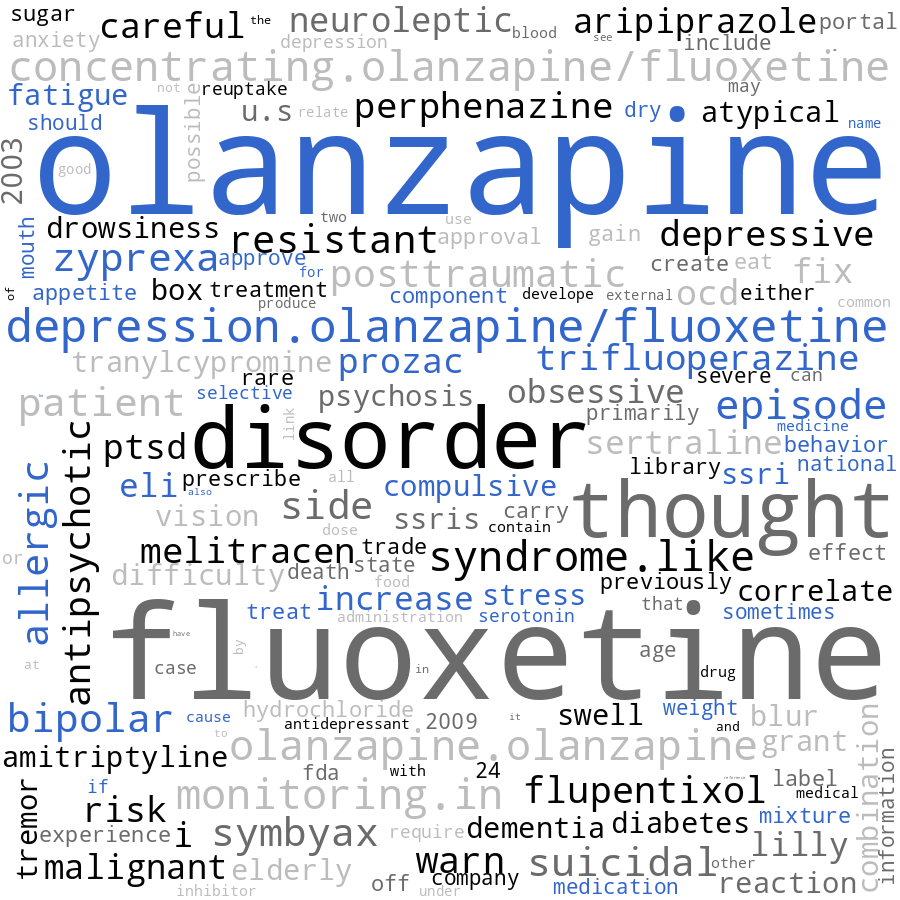 sugar
careful
the
neuroleptic
blood
aripiprazole
see
portal
anxiety
depression
include
concentrating.olanzapine/fluoxetine
fatigue
not
possible
reuptake
u.s
relate
perphenazine
may
dry
atypical
name
should
2003
olanzapine
good
mouth
drowsiness
two
resistant
use
approval
gain
depressive
zyprexa
approve
for
posttraumatic
create
eat
fix
of
appetite
box
treatment
produce
component
develope
external
ocd
either
common
depression.olanzapine/fluoxetine
tranylcypromine
prozac
trifluoperazine
rare
severe
can
patient
selective
link
psychosis
obsessive
primarily
episode
medicine
antipsychotic
ptsd
disorder
sertraline
behavior
library
ssri
national
allergic
eli
prescribe
also
all
compulsive
thought
vision
side
dose
ssris
carry
contain
or
melitracen
trade
syndrome.like
effect
difficulty
death
state
food
previously
correlate
treat
increase
administration
stress
serotonin
that
sometimes
fluoxetine
have
by
at
case
in
age
drug
bipolar
cause
hydrochloride
antidepressant
2009
it
swell
weight
and
blur
to
amitriptyline
olanzapine.olanzapine
grant
combination
information
tremor
if
fda
with
24
reference
label
medical
risk
monitoring.in
flupentixol
mixture
experience
i
symbyax
require
dementia
diabetes
lilly
malignant
elderly
warn
company
suicidal
other
inhibitor
off
under
medication
reaction